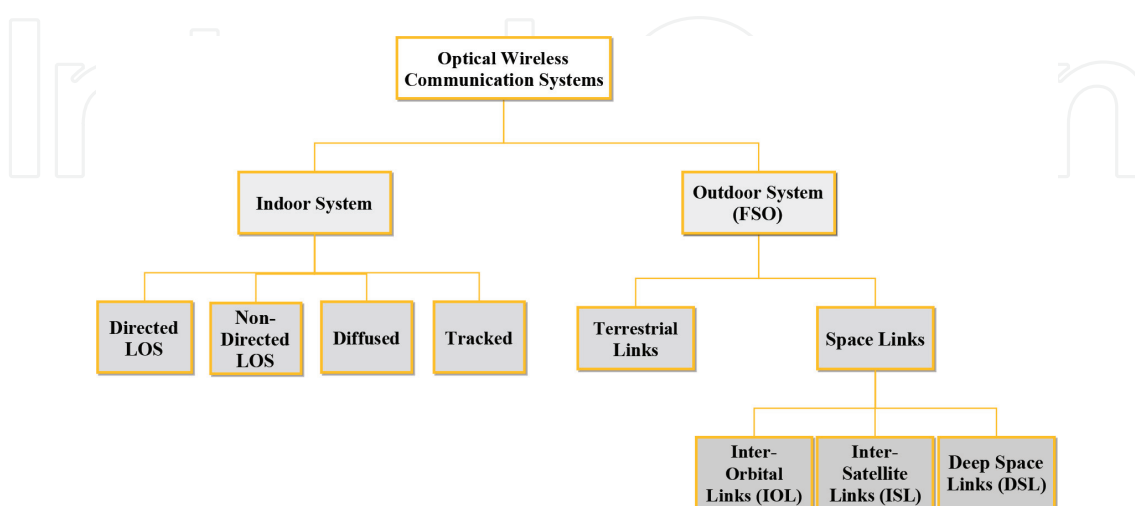 Optical Wireless
Communication Systems
Indoor System
Outdoor System
(FSO)
Directed
LOS
Non-
Directed
LOS
Diffused
Tracked
Terrestrial
Links
Space Links
Inter-
Orbital
Links (IOL)
Inter-
Satellite
Links (ISL)
Deep Space
Links (DSL)